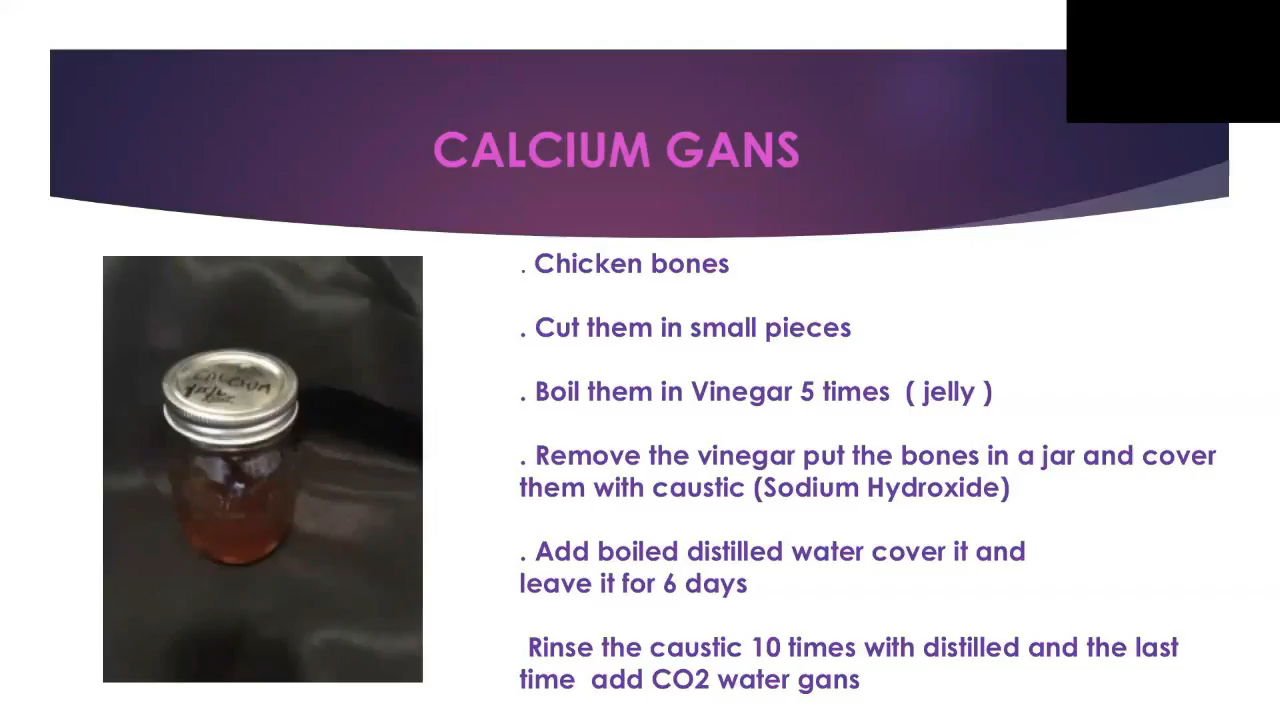 CALCIUM GANS
. Chicken bones
. Cut them in small pieces
. Boil them in Vinegar 5 times ( jelly )
. Remove the vinegar put the bones in a jar and cover
them with caustic (Sodium Hydroxide)
. Add boiled distilled water cover it and
leave it for 6 days
Rinse the caustic 10 times with distilled and the last
time add CO2 water gans
CALCIUM